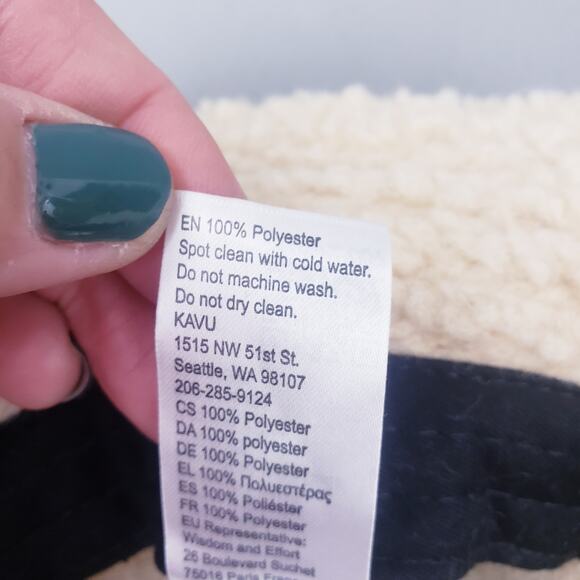 EN 100% Polyester
Spot clean with cold water.
Do not machine wash.
Do not dry clean.
KAVU
1515 NW 51st St.
Seattle, WA 98107
206-285-9124
CS 100% Polyester
DA 100% polyester
DE 100% Polyester
EL 100% Πολυεστέρας
ES 100% Poliéster
FR 100% Polyester
EU Representative:
Wisdom and Effort
26 Boulevard Suchet
75016 Paris